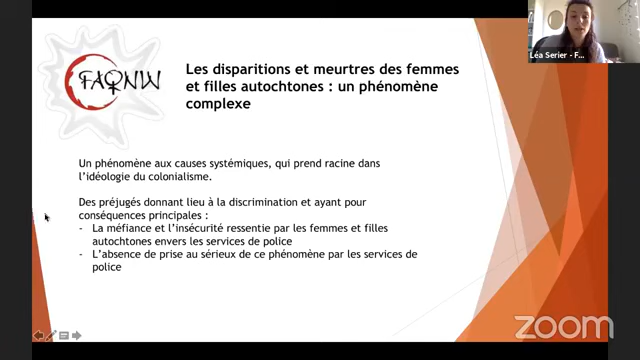 Léa Serier - F...
FAQNW
Les disparitions et meurtres des femmes
et filles autochtones : un phénomène
complexe
Un phénomène aux causes systémiques, qui prend racine dans
l'idéologie du colonialisme.
Des préjugés donnant lieu à la discrimination et ayant pour
conséquences principales :
- La méfiance et l'insécurité ressentie par les femmes et filles
autochtones envers les services de police
- L'absence de prise au sérieux de ce phénomène par les services de
police
zoom